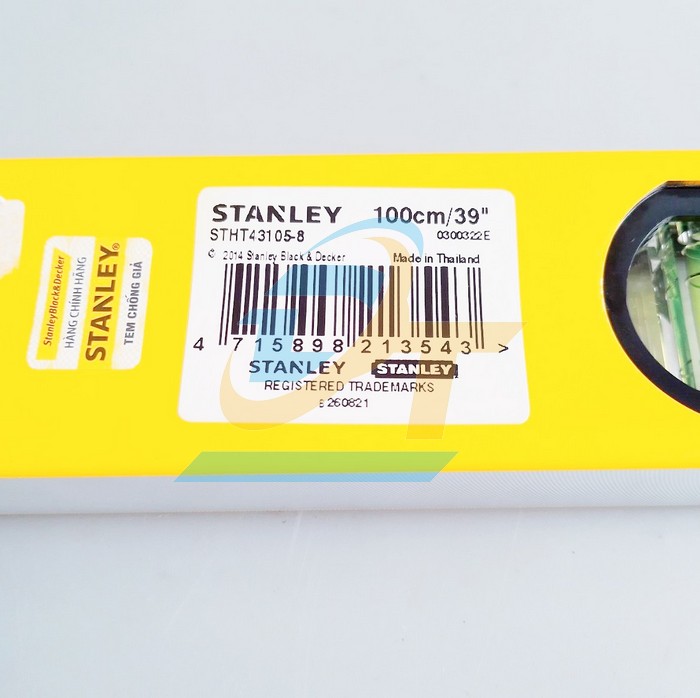 STANLEY 100cm/39"
STHT43105-8 0300322E
© 2014 Stanley Black & Decker Made in Thailand
4 715898 213543 >
STANLEY STANLEY
REGISTERED TRADEMARKS
260821
StanleyBlack&Decker
HÀNG CHÍNH HÃNG
STANLEY®
TEM CHỐNG GIẢ